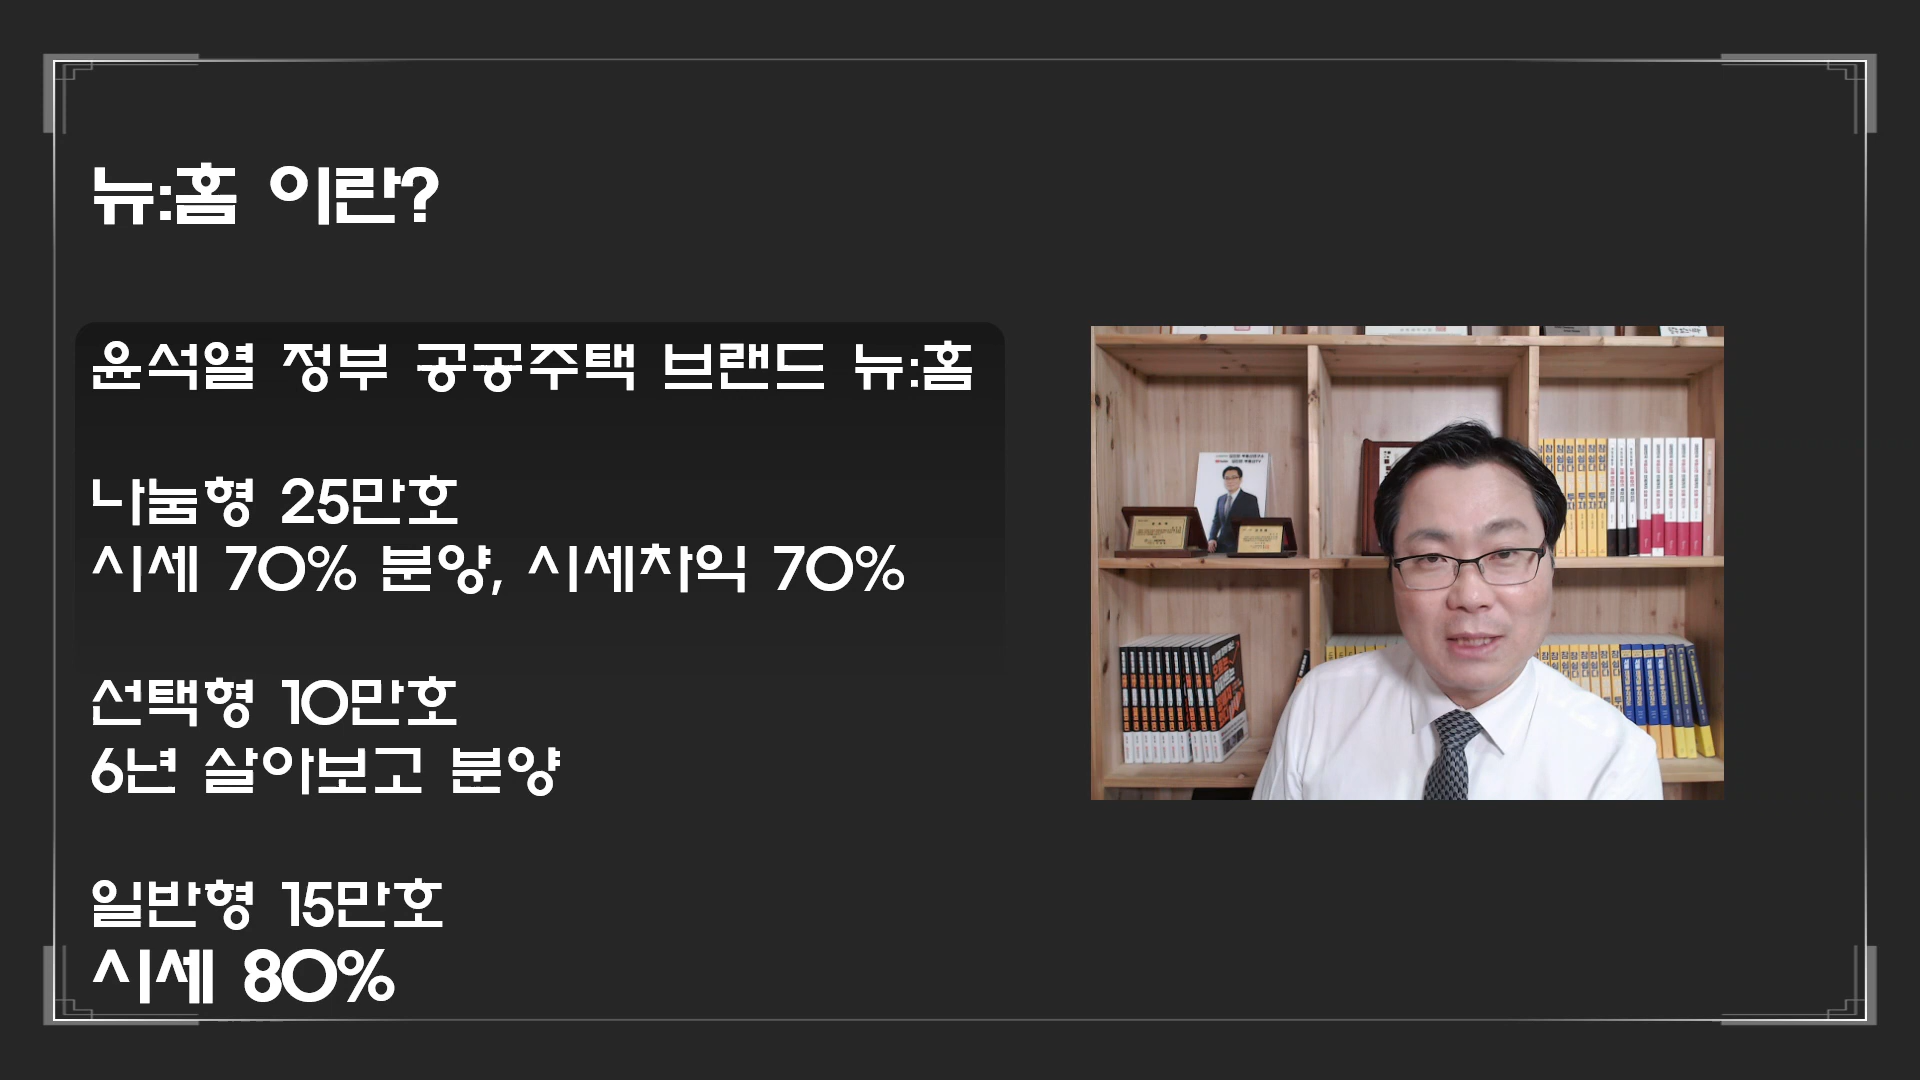 뉴:홈 이란?
윤석열 정부 공공주택 브랜드 뉴:홈
나눔형 25만호
시세 70% 분양, 시세차익 70%
선택형 10만호
6년 살아보고 분양
일반형 15만호
시세 80%